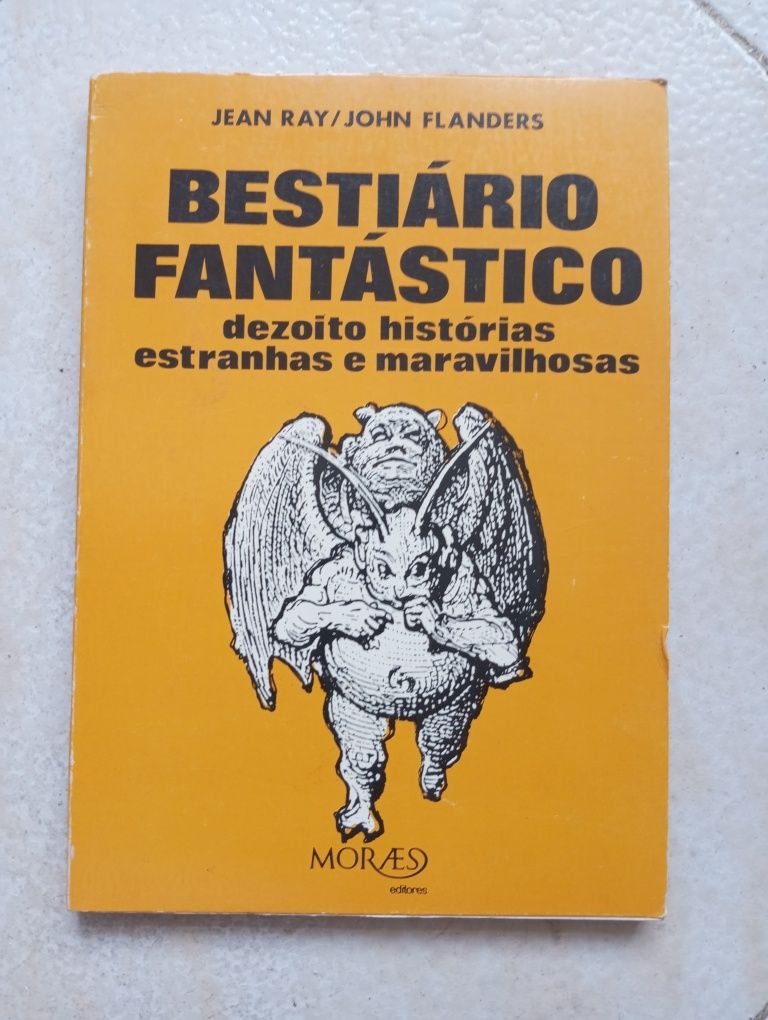 JEAN RAY/JOHN FLANDERS
BESTIÁRIO
FANTÁSTICO
dezoito histórias
estranhas e maravilhosas
MORÆS
editores